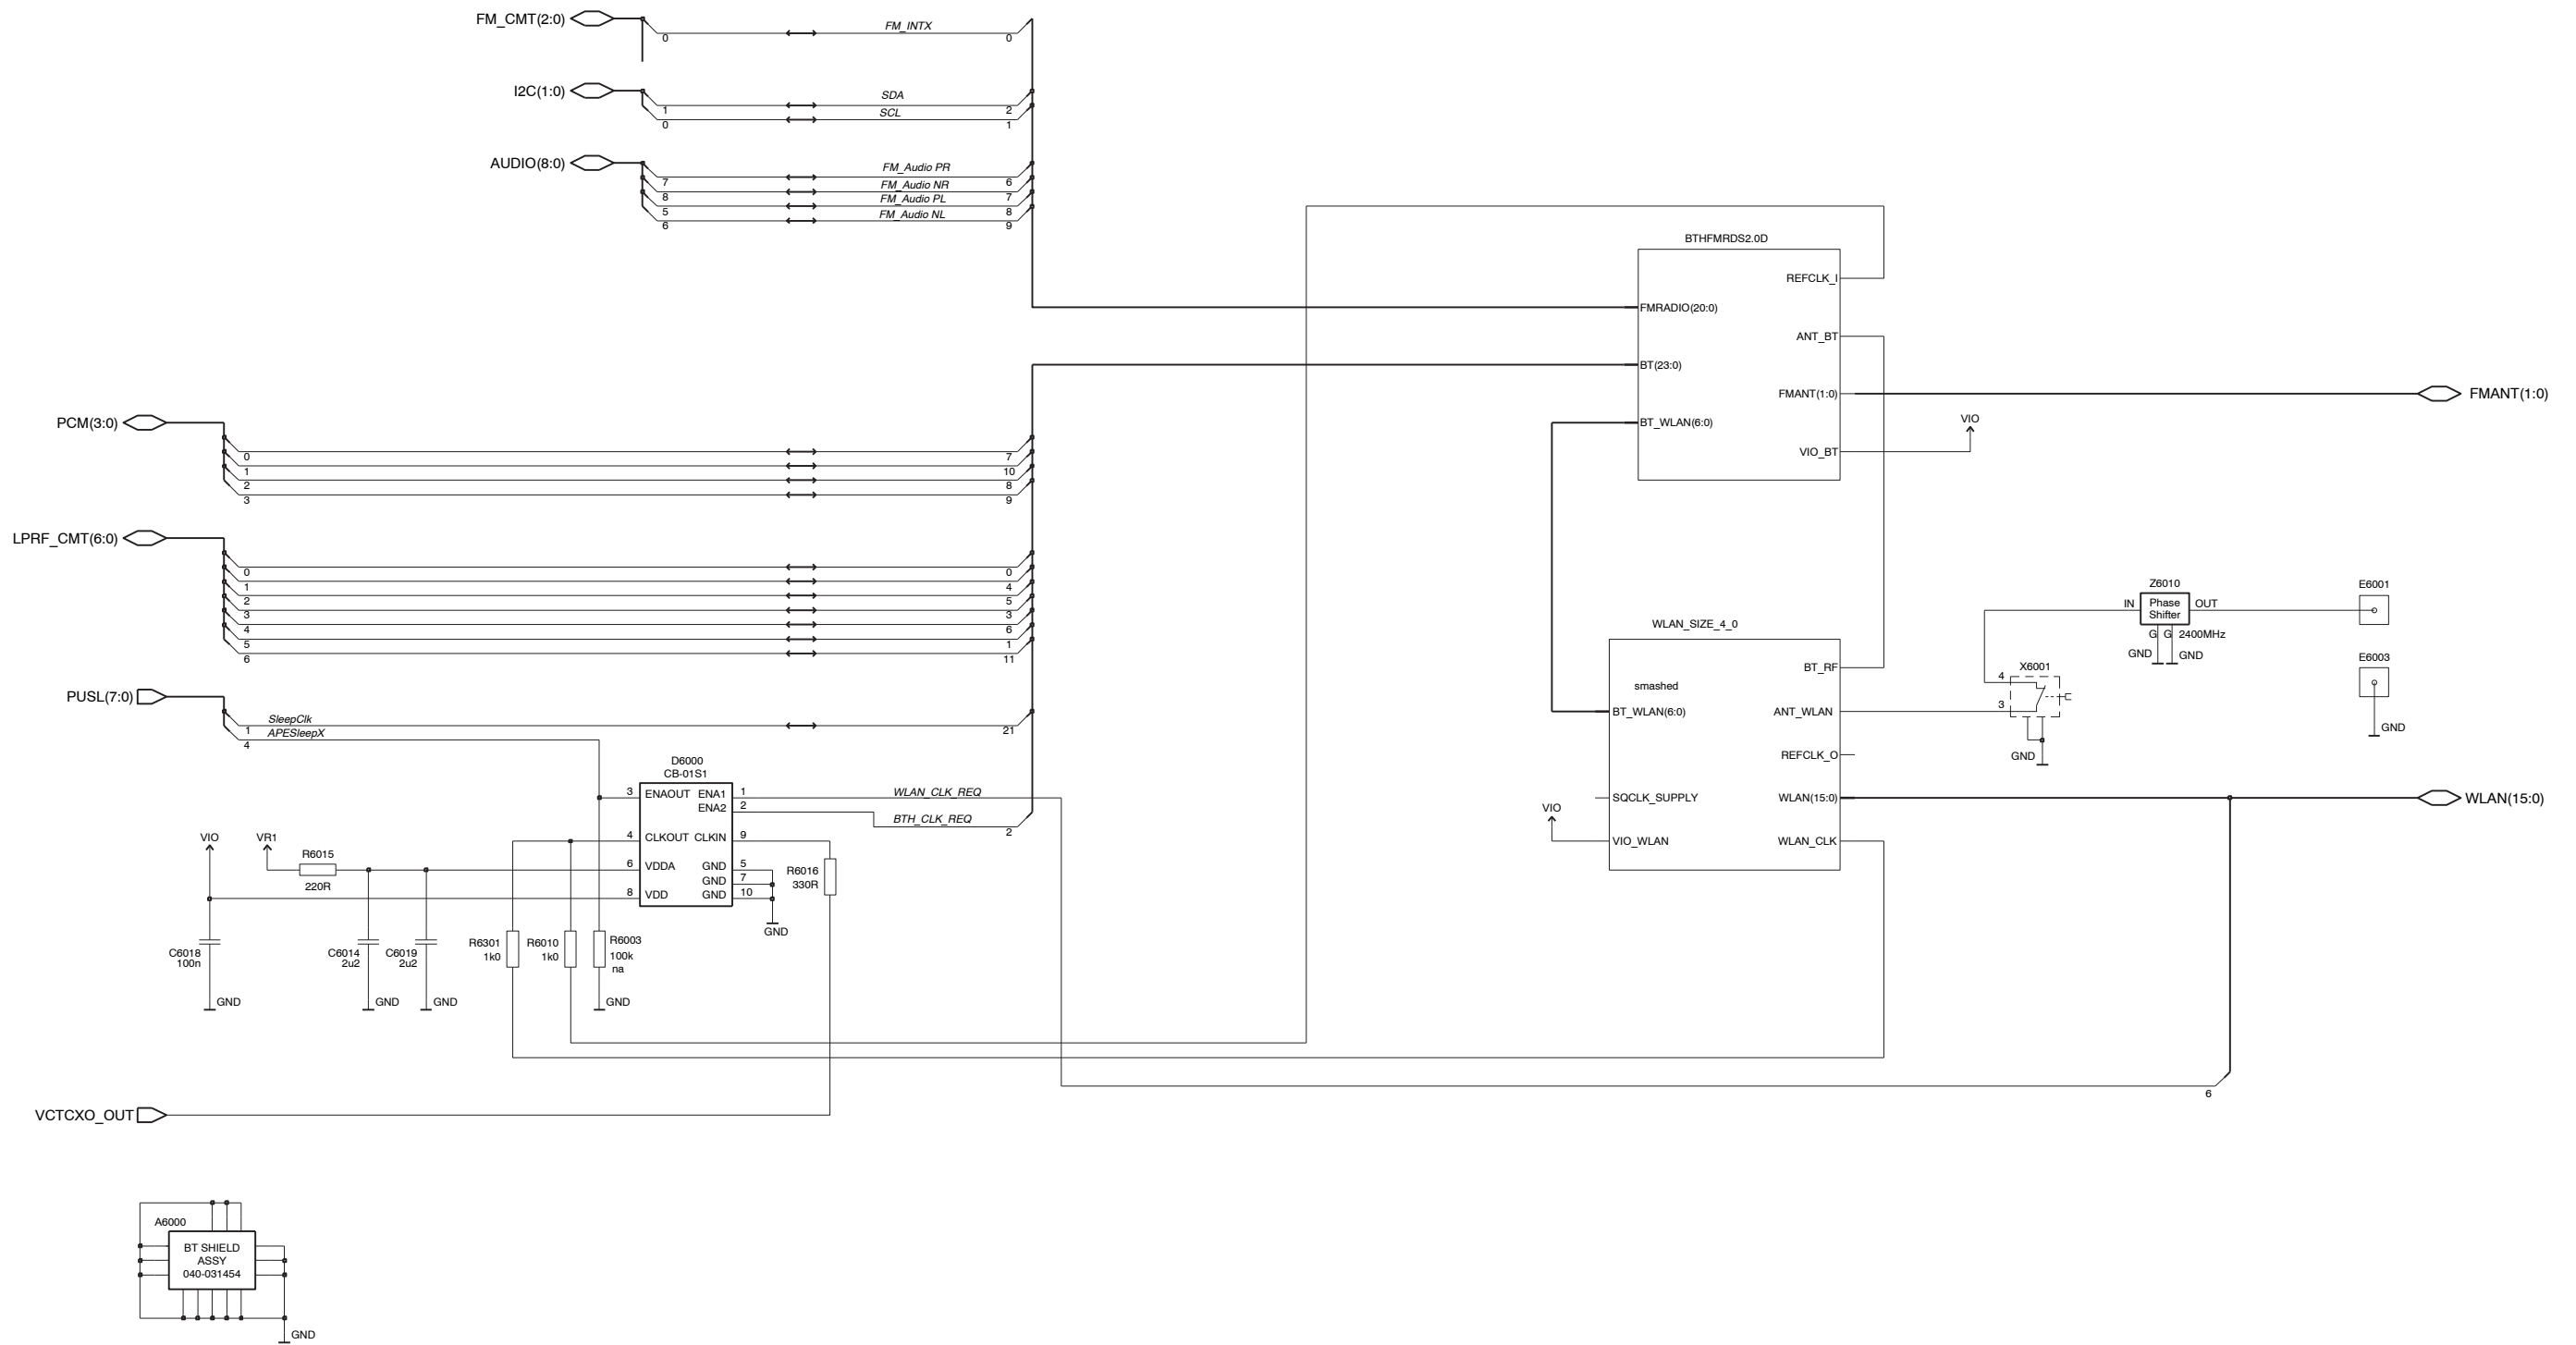 FM_CMT(2:0)
FM_INTX
0 0
I2C(1:0)
SDA
1 2
SCL
0 1
AUDIO(8:0)
FM_Audio PR
7 6
FM_Audio NR
8 7
FM_Audio PL
5 8
FM_Audio NL
6 9
BTHFMRDS2.0D
REFCLK_I
FMRADIO(20:0)
ANT_BT
BT(23:0)
FMANT(1:0)
FMANT(1:0)
BT_WLAN(6:0)
VIO
VIO_BT
PCM(3:0)
0 7
1 10
2 8
3 9
LPRF_CMT(6:0)
0 0
1 4
2 5
3 3
4 6
5 1
6 11
PUSL(7:0)
SleepClk
1 21
APESleepX
4
D6000
CB-01S1
3 ENAOUT ENA1 1
ENA2 2
4 CLKOUT CLKIN 9
6 VDDA GND 5
GND 7
8 VDD GND 10
GND
WLAN_CLK_REQ
BTH_CLK_REQ
2
VIO
VR1
R6015
220R
R6016
330R
C6018
100n
GND
C6014
2u2
GND
C6019
2u2
GND
R6301
1k0
R6010
1k0
R6003
100k
na
GND
WLAN_SIZE_4_0
BT_RF
smashed
BT_WLAN(6:0)
ANT_WLAN
REFCLK_O
SQCLK_SUPPLY
WLAN(15:0)
WLAN(15:0)
VIO
VIO_WLAN
WLAN_CLK
Z6010
IN
Phase
Shifter
OUT
G G 2400MHz
GND GND
E6001
E6003
GND
X6001
4
3
GND
6
VCTCXO_OUT
A6000
BT SHIELD
ASSY
040-031454
GND